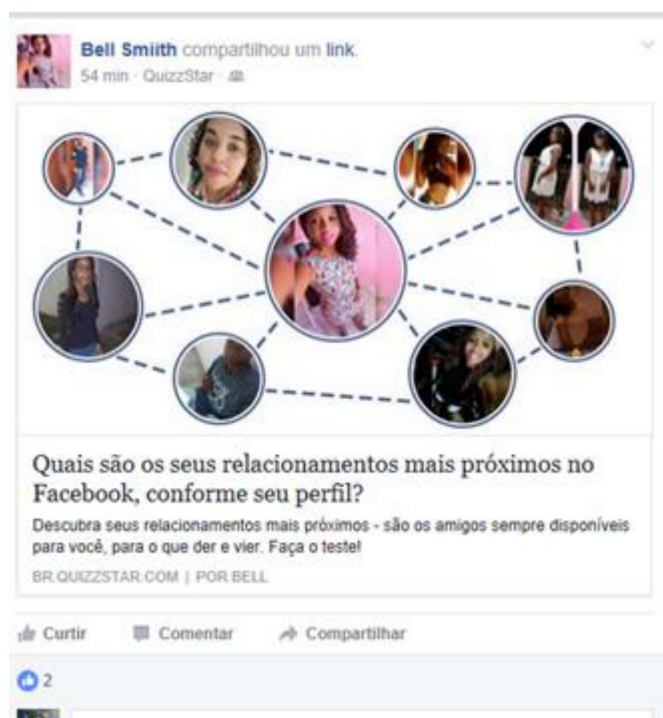 Bell Smiith compartilhou um link.
54 min · QuizzStar ·
Quais são os seus relacionamentos mais próximos no
Facebook, conforme seu perfil?
Descubra seus relacionamentos mais próximos - são os amigos sempre disponíveis
para você, para o que der e vier. Faça o teste!
BR.QUIZZSTAR.COM | POR BELL
Curtir Comentar Compartilhar
2